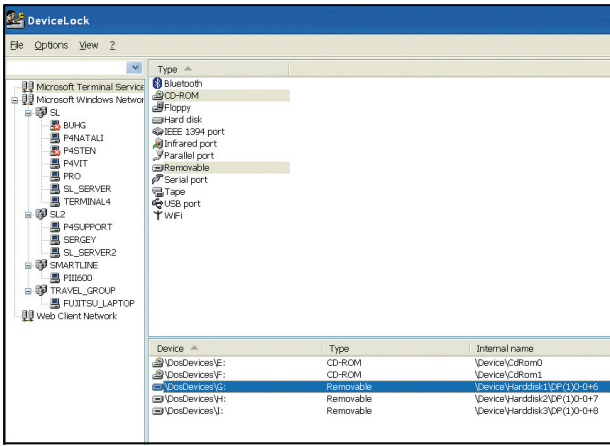 DeviceLock
File Options View ?
Microsoft Terminal Service
Microsoft Windows Networ
SL
BUHG
P4NATALI
P4STEN
P4VIT
PRO
SL_SERVER
TERMINAL4
SL2
P4SUPPORT
SERGEY
SL_SERVER2
SMARTLINE
PIII600
TRAVEL_GROUP
FUJITSU_LAPTOP
Web Client Network
Type
Bluetooth
CD-ROM
Floppy
Hard disk
IEEE 1394 port
Infrared port
Parallel port
Removable
Serial port
Tape
USB port
WiFi
Device Type Internal name
\DosDevices\E: CD-ROM \Device\CdRom0
\DosDevices\F: CD-ROM \Device\CdRom1
\DosDevices\G: Removable \Device\Harddisk1\DP(1)0-0+6
\DosDevices\H: Removable \Device\Harddisk2\DP(1)0-0+7
\DosDevices\I: Removable \Device\Harddisk3\DP(1)0-0+8